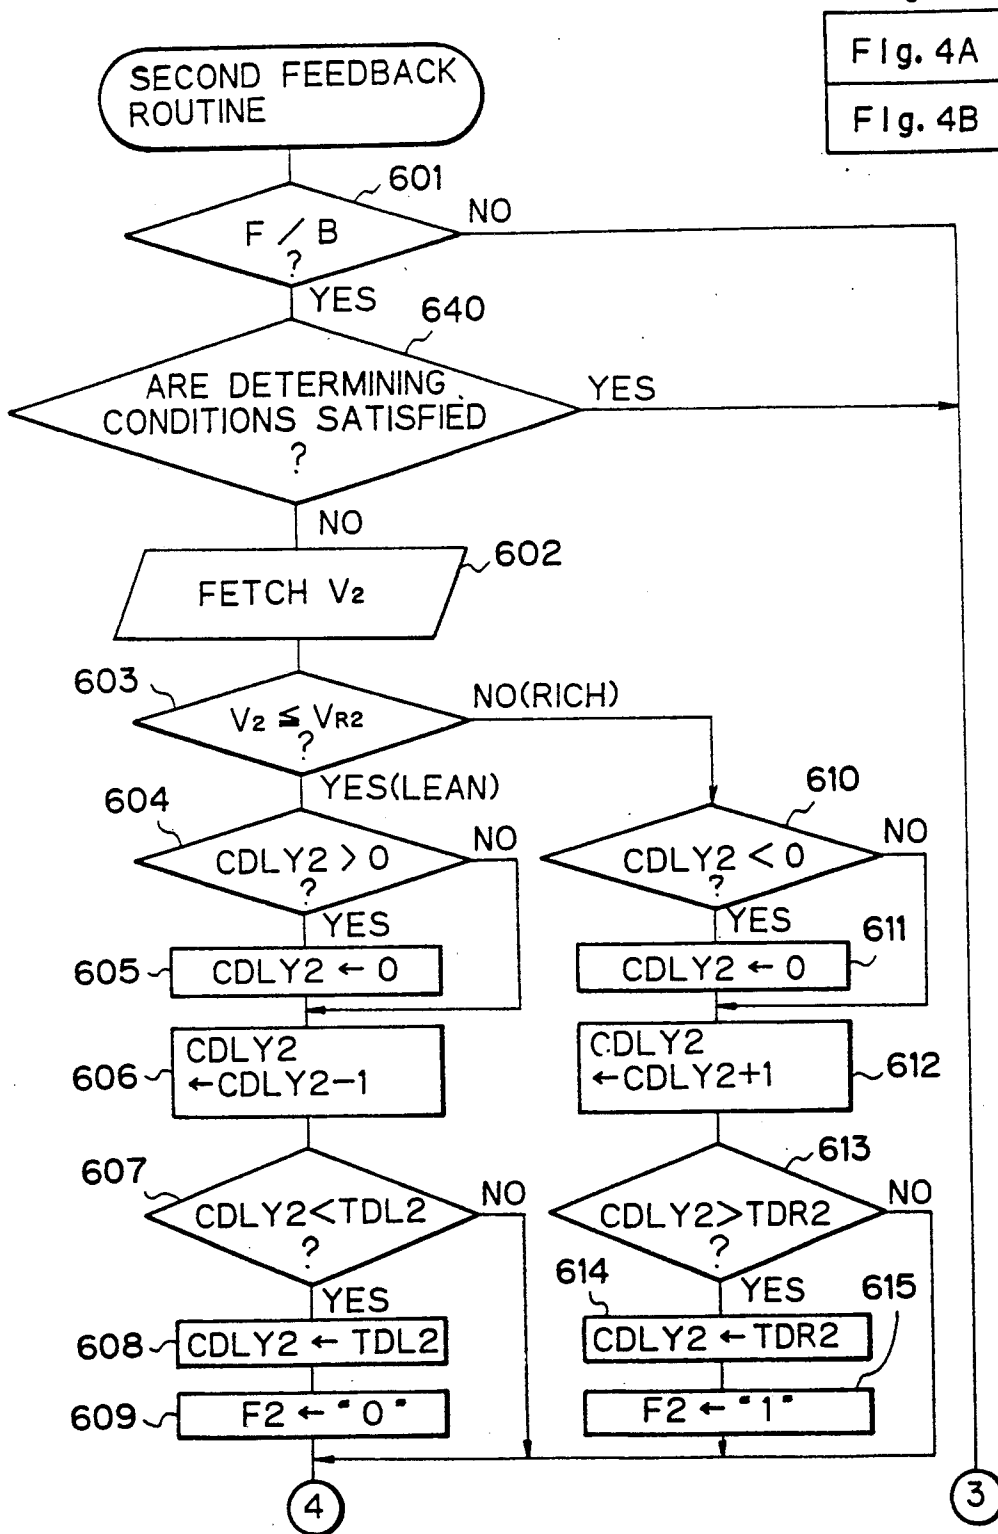 FIg. 4A
FIg. 4B
SECOND FEEDBACK
ROUTINE
601
F / B
?
NO
YES
640
ARE DETERMINING
CONDITIONS SATISFIED
?
YES
NO
602
FETCH V2
603
V2 ≦ VR2
?
NO(RICH)
YES(LEAN)
604
CDLY2 > 0
?
NO
YES
610
CDLY2 < 0
?
NO
YES
605
CDLY2 ← 0
611
CDLY2 ← 0
606
CDLY2
←CDLY2-1
CDLY2
←CDLY2+1
612
607
CDLY2<TDL2
?
NO
YES
613
CDLY2>TDR2
?
NO
YES
608
CDLY2 ← TDL2
614
CDLY2 ← TDR2
615
609
F2 ← "0"
F2 ← "1"
4
3